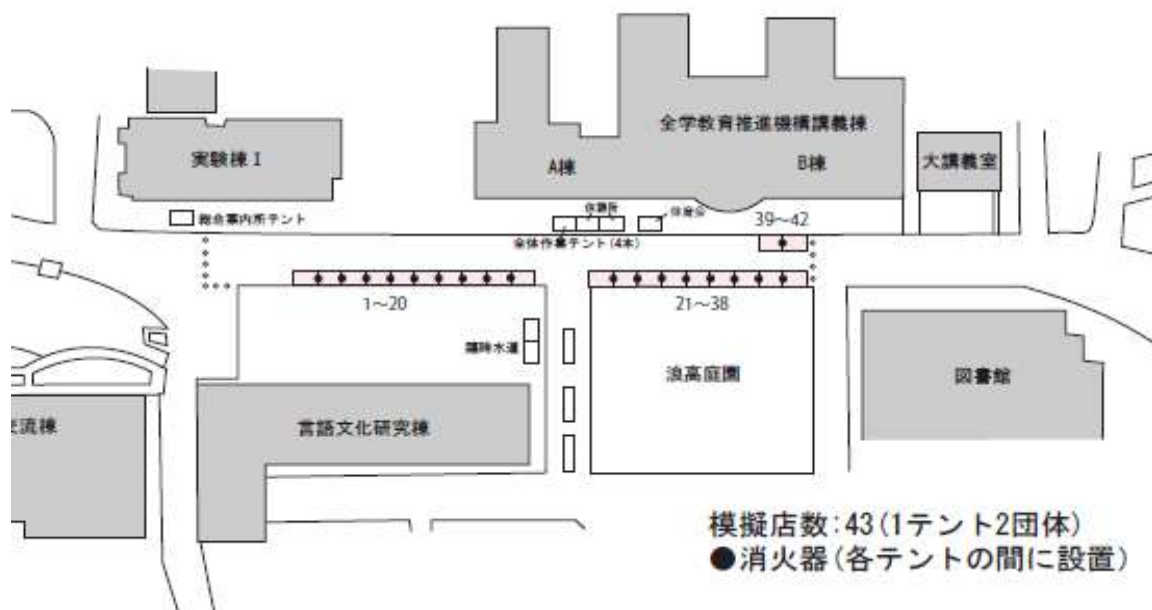 全学教育推進機構講義棟
実験棟Ⅰ
A棟
B棟
大講義室
総合案内所テント
休憩所
39～42
全体作業テント(4本)
1～20
21～38
臨時水道
浪高庭園
図書館
言語文化研究棟
交流棟
模擬店数:43(1テント2団体)
●消火器(各テントの間に設置)